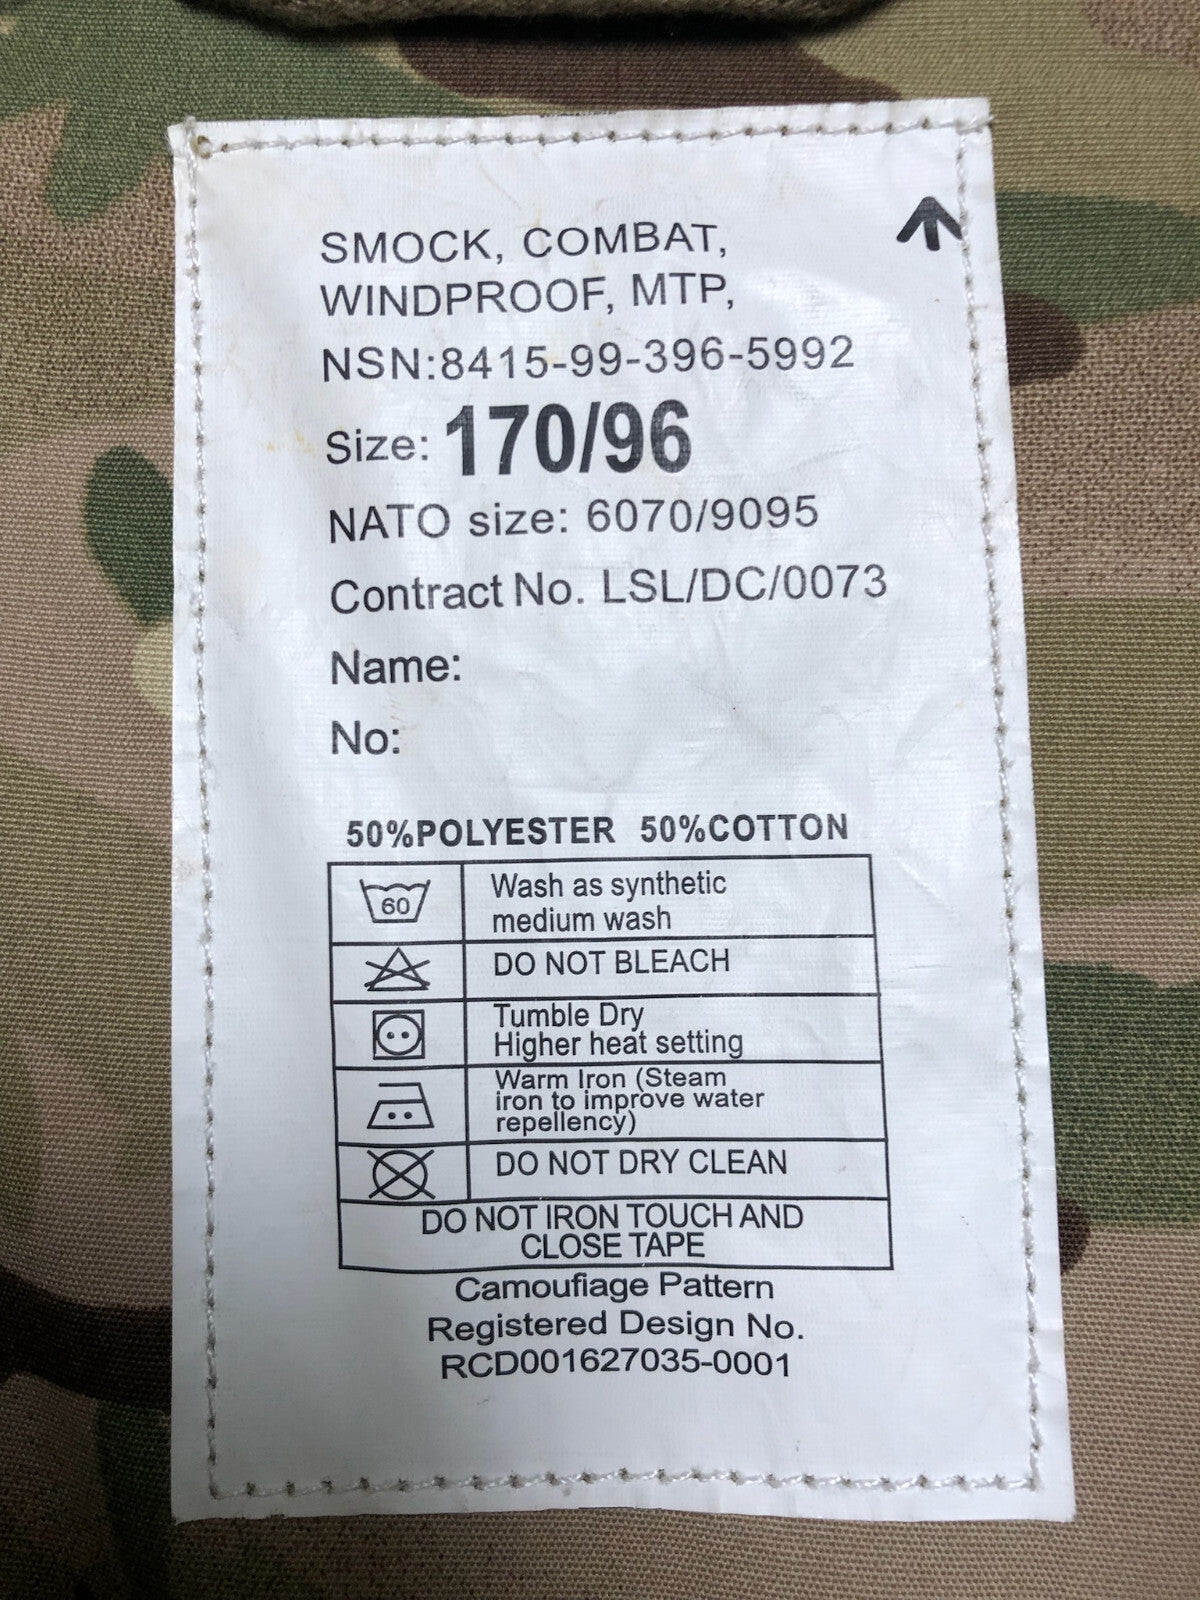 SMOCK, COMBAT,
WINDPROOF, MTP,
NSN:8415-99-396-5992
Size: 170/96
NATO size: 6070/9095
Contract No. LSL/DC/0073
Name:
No:
50%POLYESTER 50%COTTON
60 Wash as synthetic
medium wash
DO NOT BLEACH
Tumble Dry
Higher heat setting
Warm Iron (Steam
iron to improve water
repellency)
DO NOT DRY CLEAN
DO NOT IRON TOUCH AND
CLOSE TAPE
Camoufiage Pattern
Registered Design No.
RCD001627035-0001